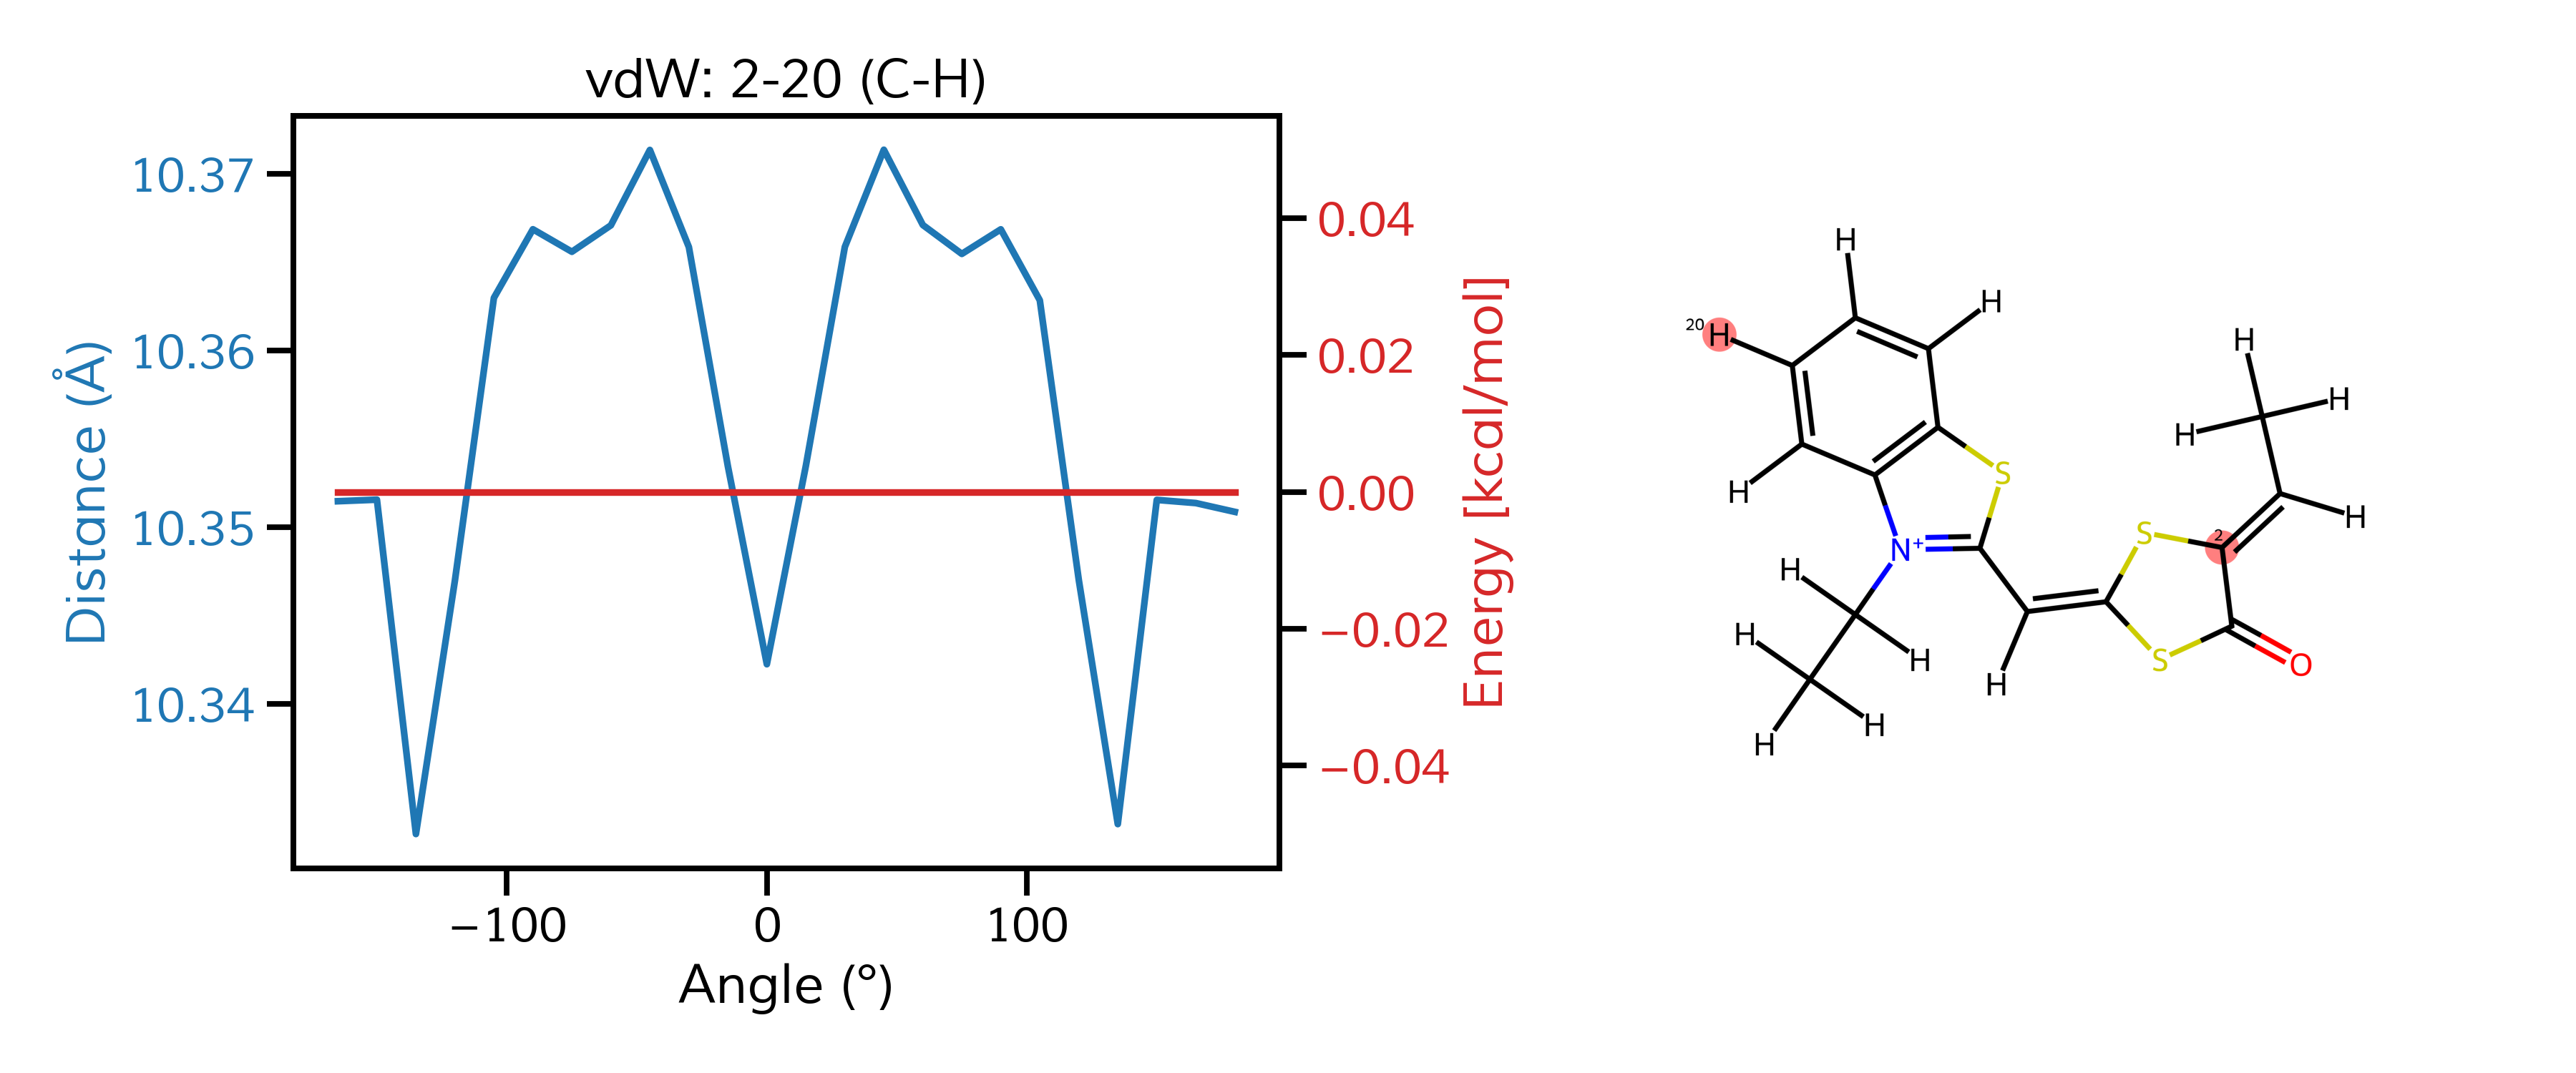 vdW: 2-20 (C-H)
10.37
10.36
10.35
10.34
Distance (Å)
0.04
0.02
0.00
−0.02
−0.04
Energy [kcal/mol]
−100
0
100
Angle (°)
H
H
20
H
H
H
H
H
S
H
S
2
N⁺
H
H
H
S
O
H
H
H
H